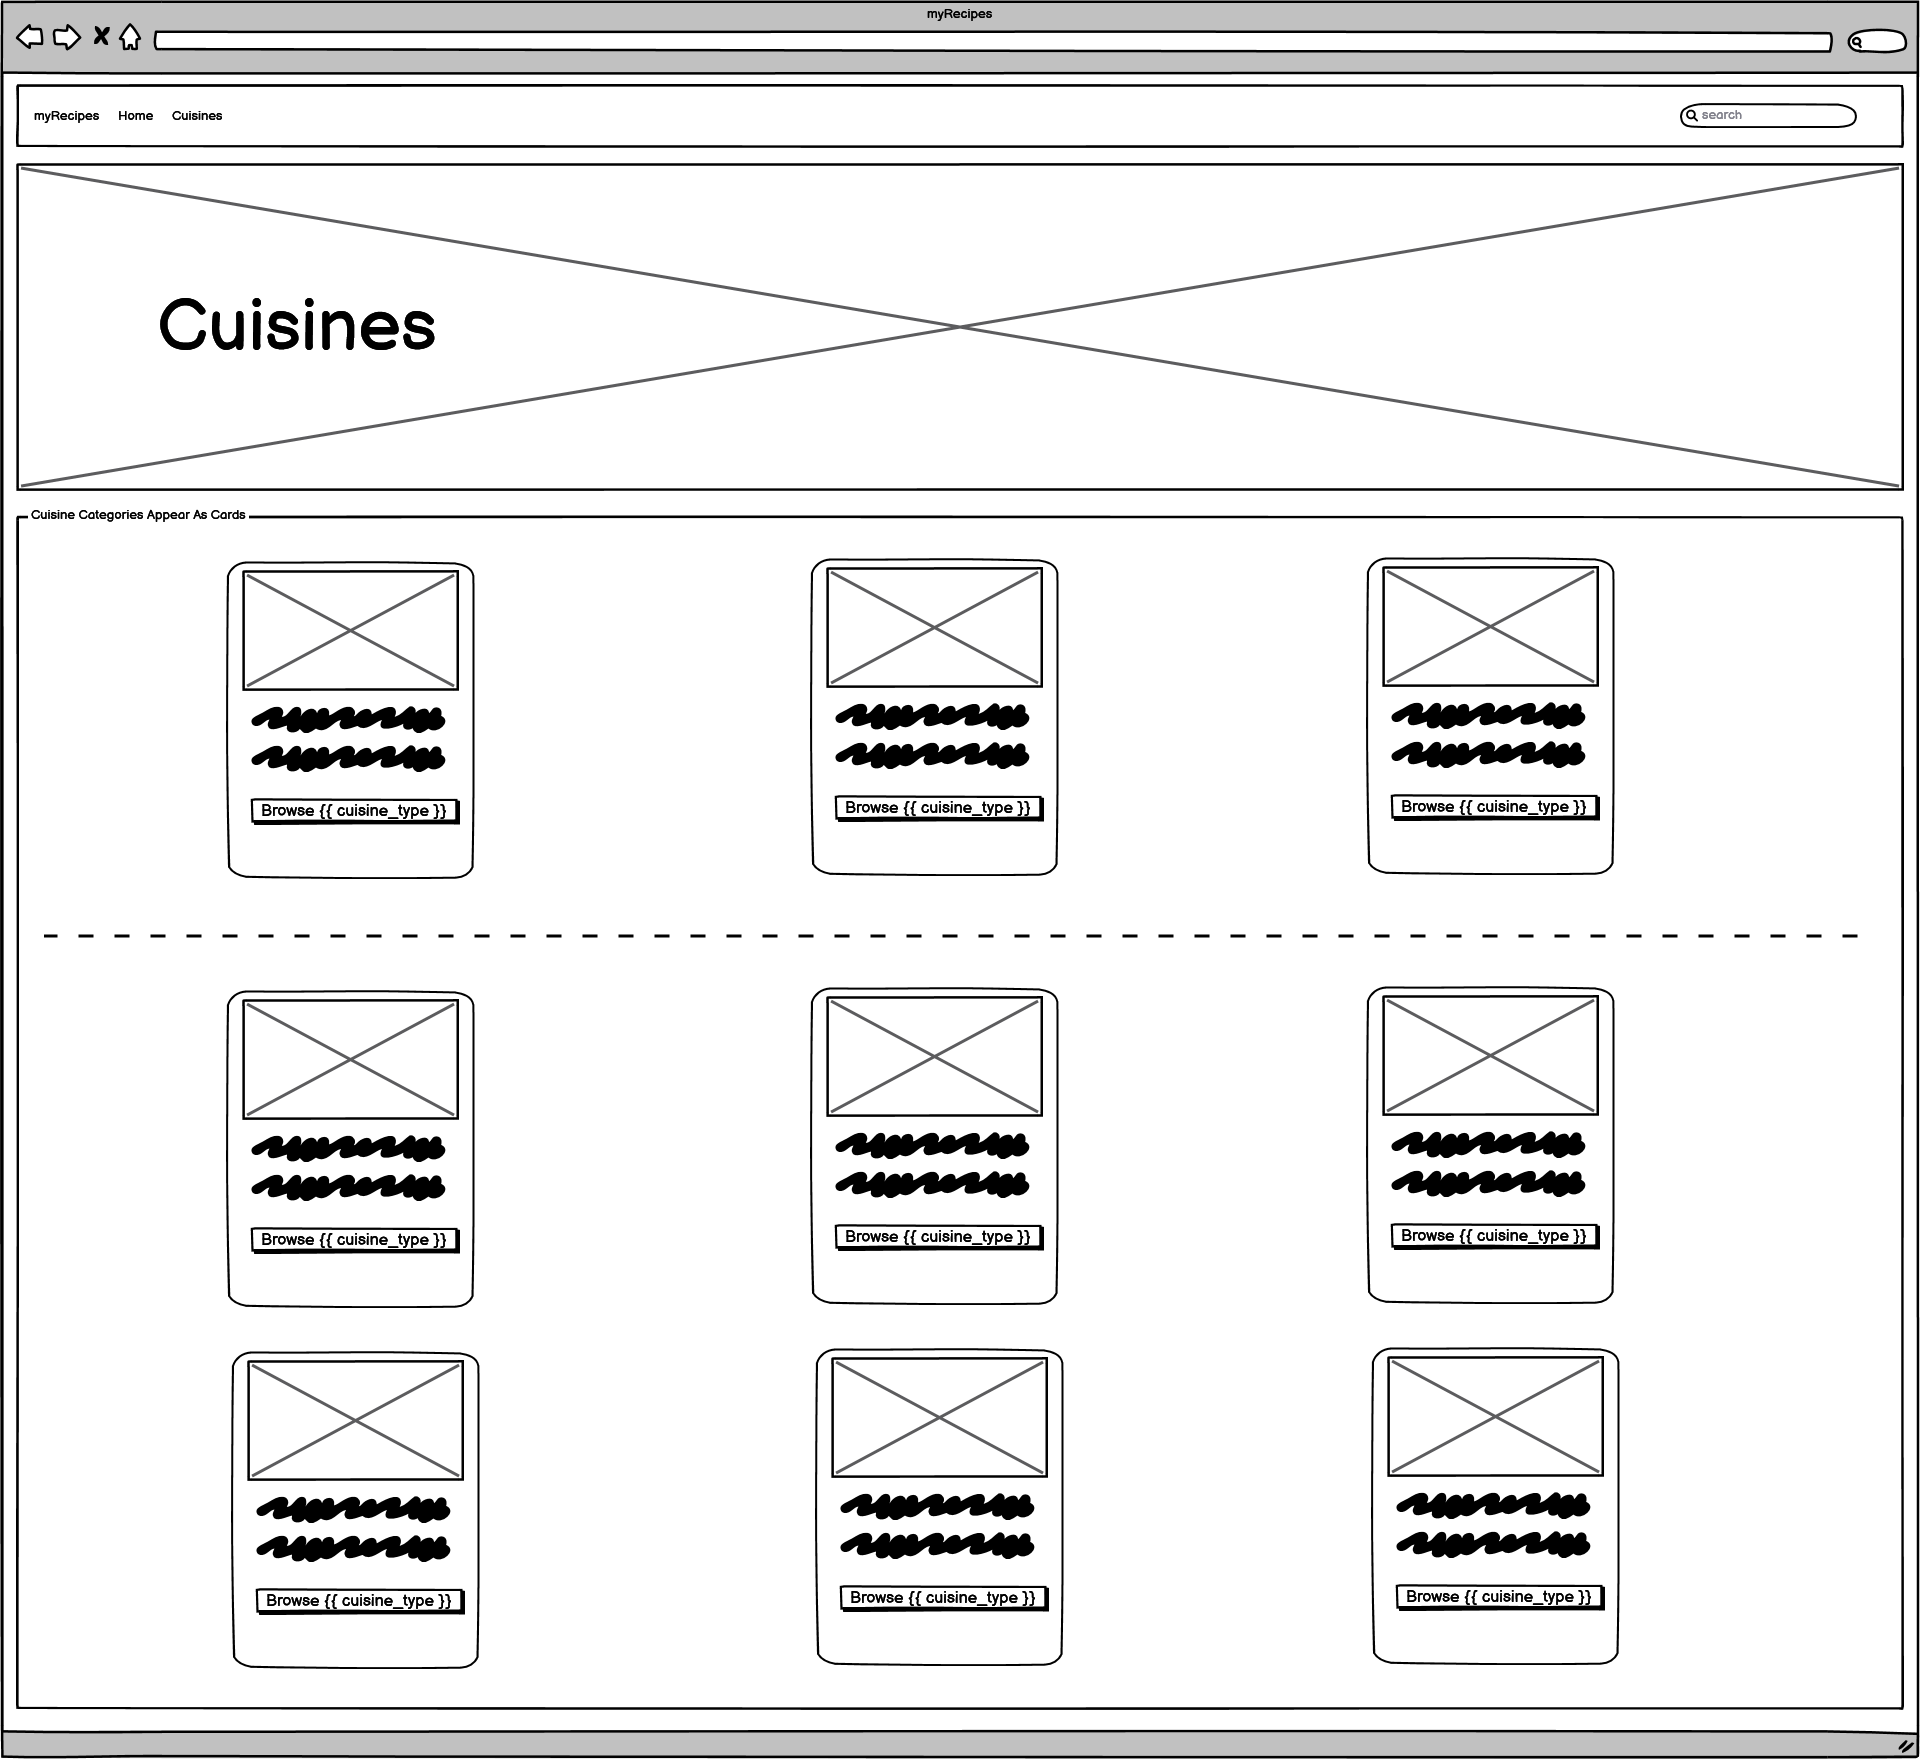 myRecipes
myRecipes Home Cuisines search
Cuisines
Cuisine Categories Appear As Cards
Browse {{ cuisine_type }} Browse {{ cuisine_type }} Browse {{ cuisine_type }}
Browse {{ cuisine_type }} Browse {{ cuisine_type }} Browse {{ cuisine_type }}
Browse {{ cuisine_type }} Browse {{ cuisine_type }} Browse {{ cuisine_type }}